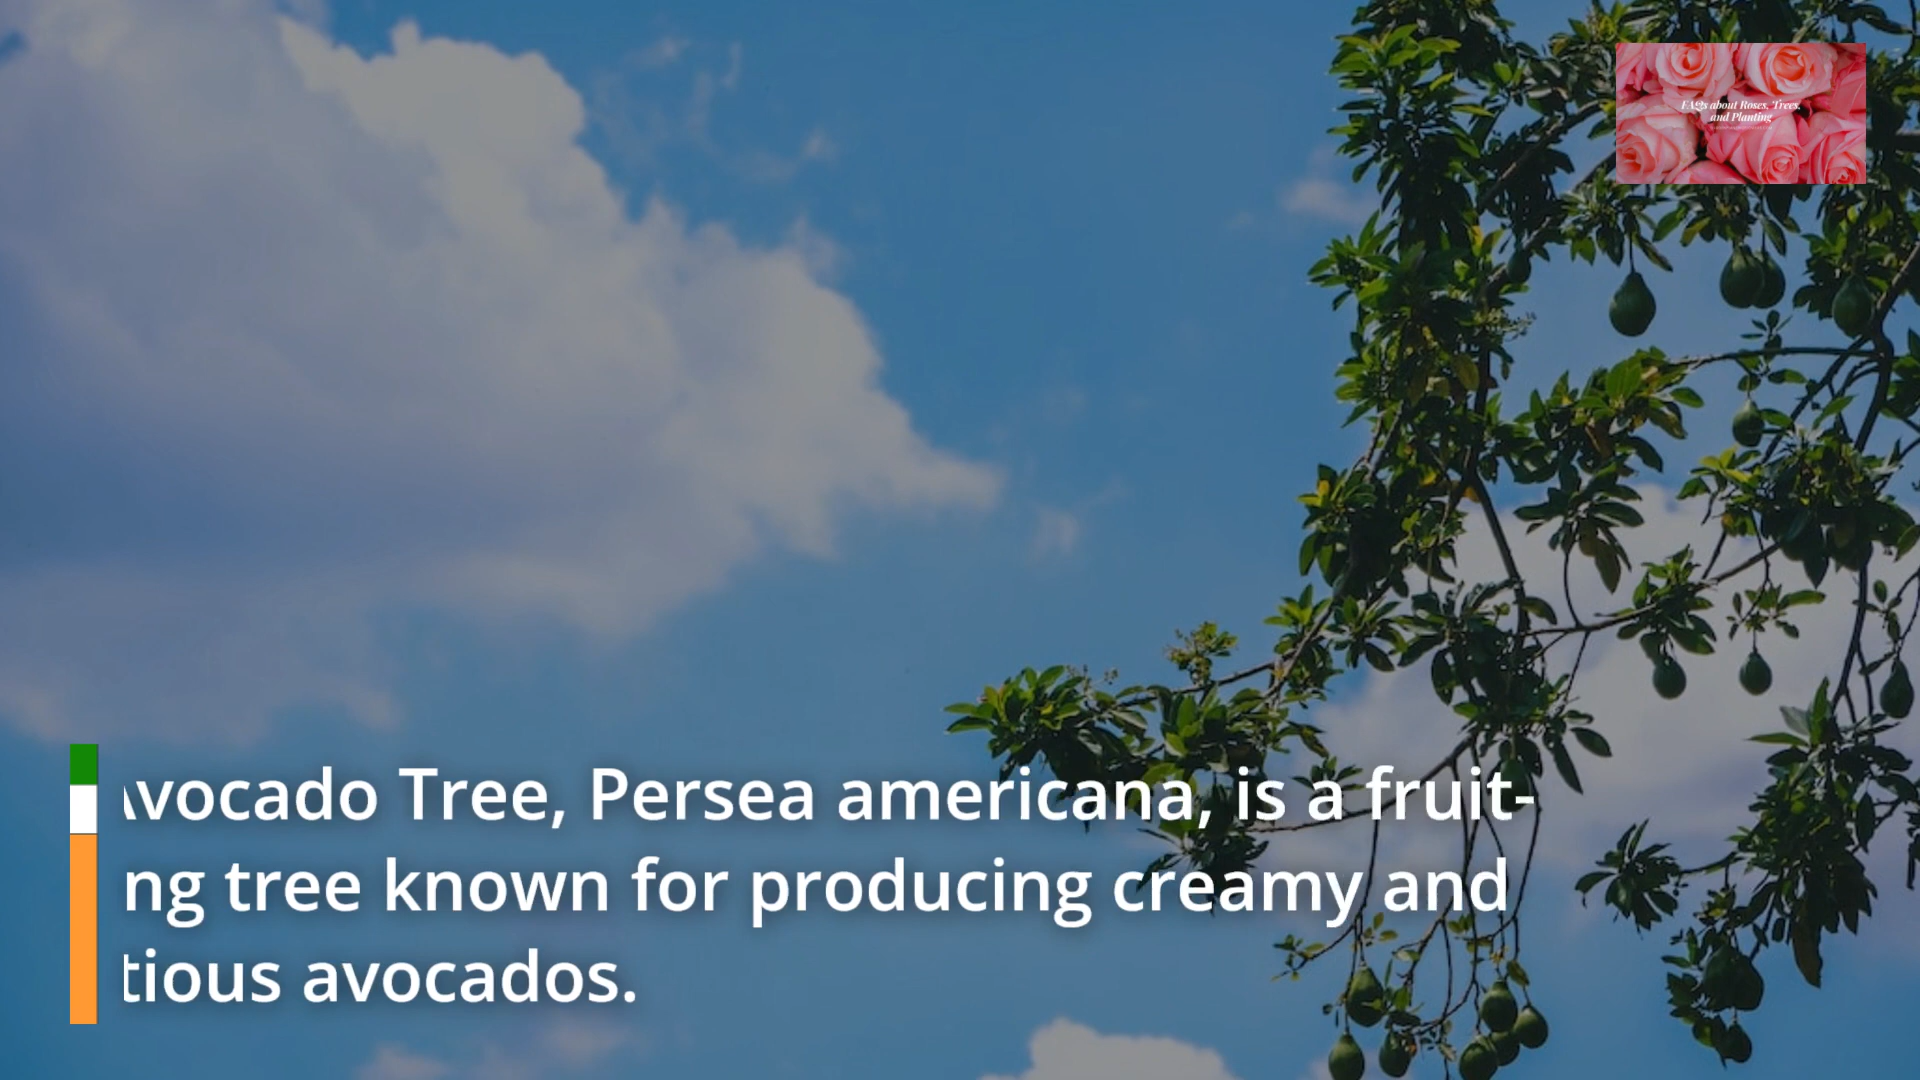 FAQs about Roses, Trees,
and Planting
Avocado Tree, Persea americana, is a fruit-
ng tree known for producing creamy and
tious avocados.